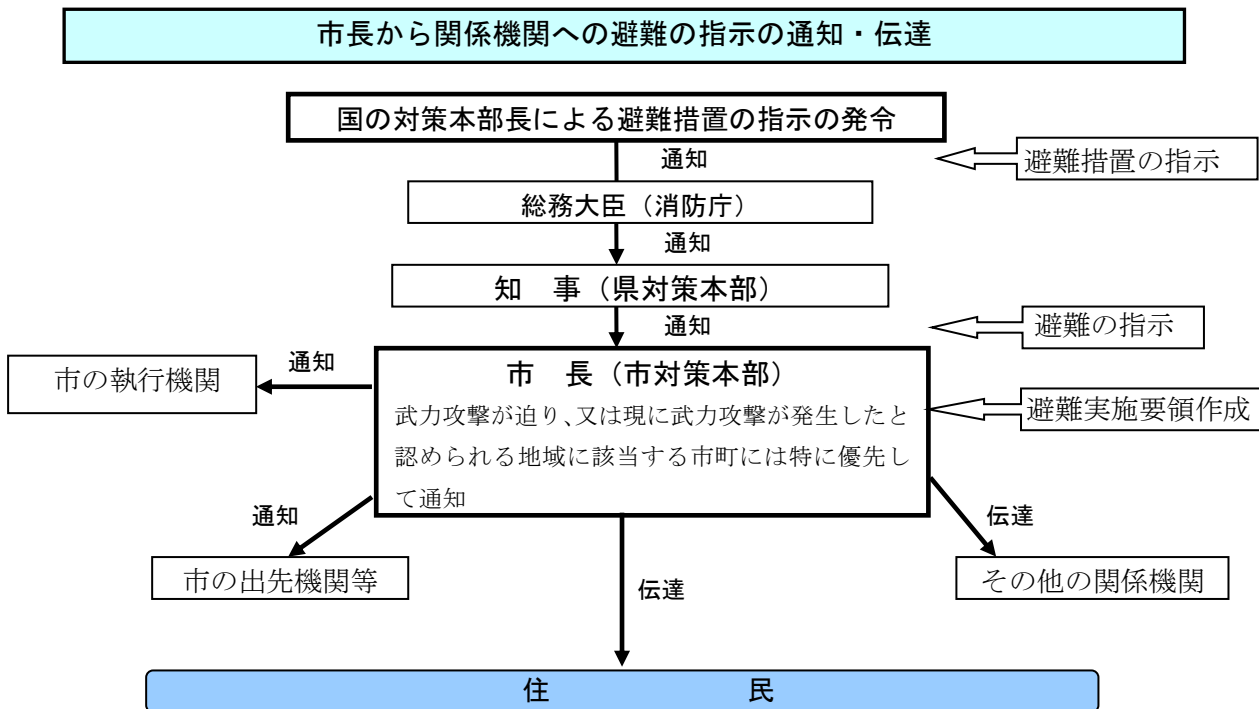 市長から関係機関への避難の指示の通知・伝達
国の対策本部長による避難措置の指示の発令
通知
避難措置の指示
総務大臣（消防庁）
通知
知　事（県対策本部）
通知
避難の指示
市の執行機関
通知
市　長（市対策本部）
武力攻撃が迫り、又は現に武力攻撃が発生したと
認められる地域に該当する市町には特に優先し
て通知
避難実施要領作成
通知
伝達
市の出先機関等
伝達
その他の関係機関
住　　　　　民